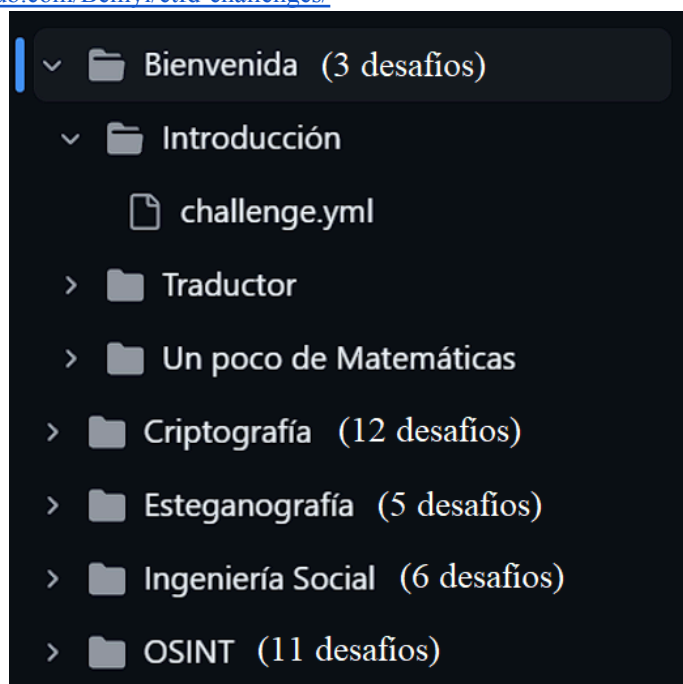 Bienvenida (3 desafíos)
Introducción
challenge.yml
Traductor
Un poco de Matemáticas
Criptografía (12 desafíos)
Esteganografía (5 desafíos)
Ingeniería Social (6 desafíos)
OSINT (11 desafíos)